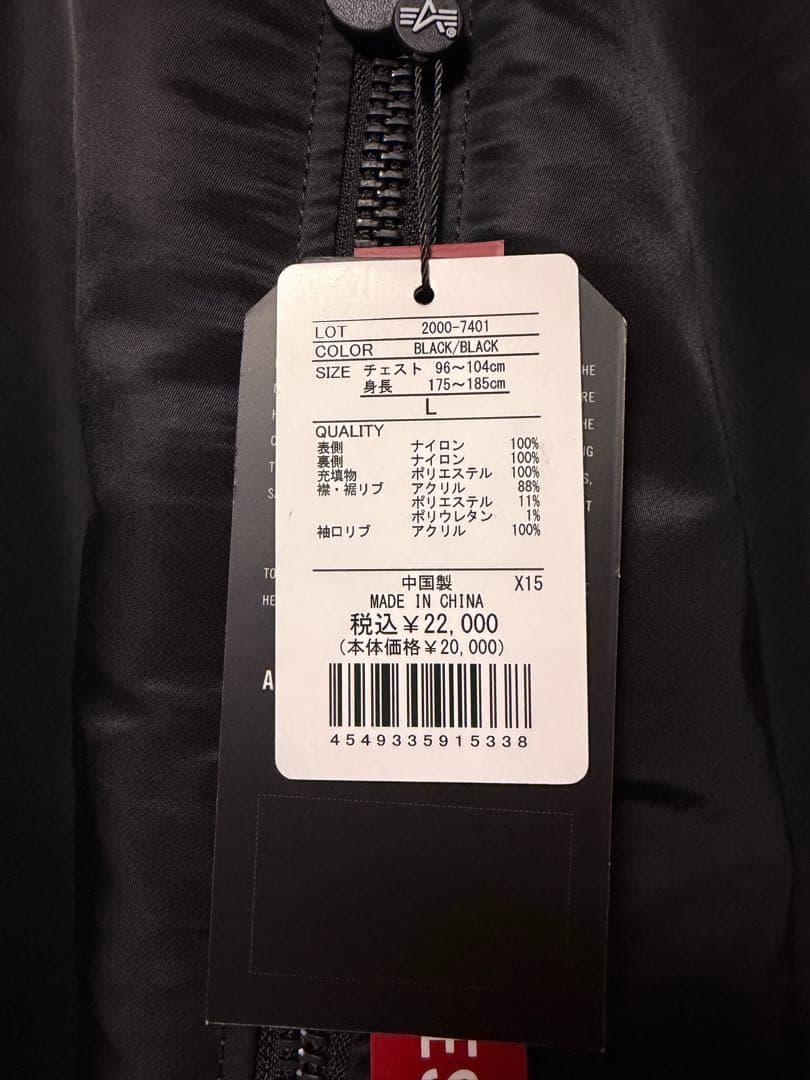 LOT 2000-7401
COLOR BLACK/BLACK
SIZE チェスト 96～104cm
身長 175～185cm
L
QUALITY
表側 ナイロン 100%
裏側 ナイロン 100%
充填物 ポリエステル 100%
襟・裾リブ アクリル 88%
ポリエステル 11%
ポリウレタン 1%
袖口リブ アクリル 100%
中国製 X15
MADE IN CHINA
税込￥22,000
(本体価格￥20,000)
4549335915338